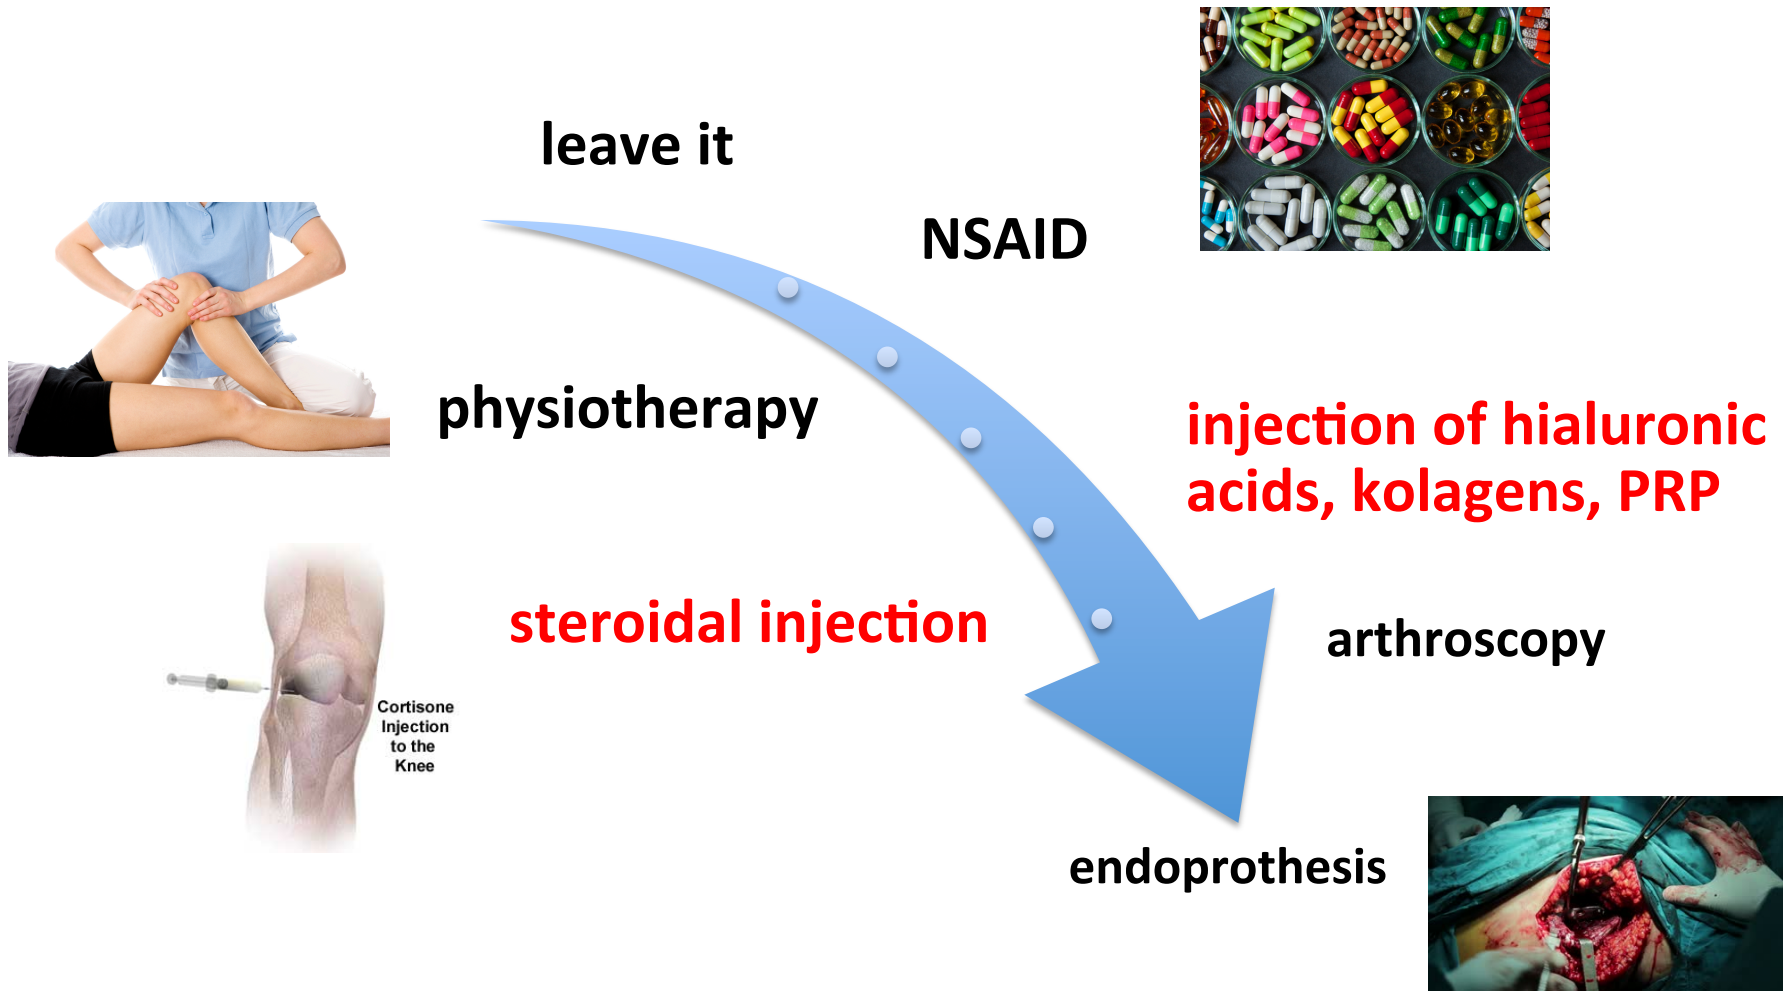 leave it
NSAID
physiotherapy
injection of hialuronic
acids, kolagens, PRP
steroidal injection
arthroscopy
Cortisone
Injection
to the
Knee
endoprothesis